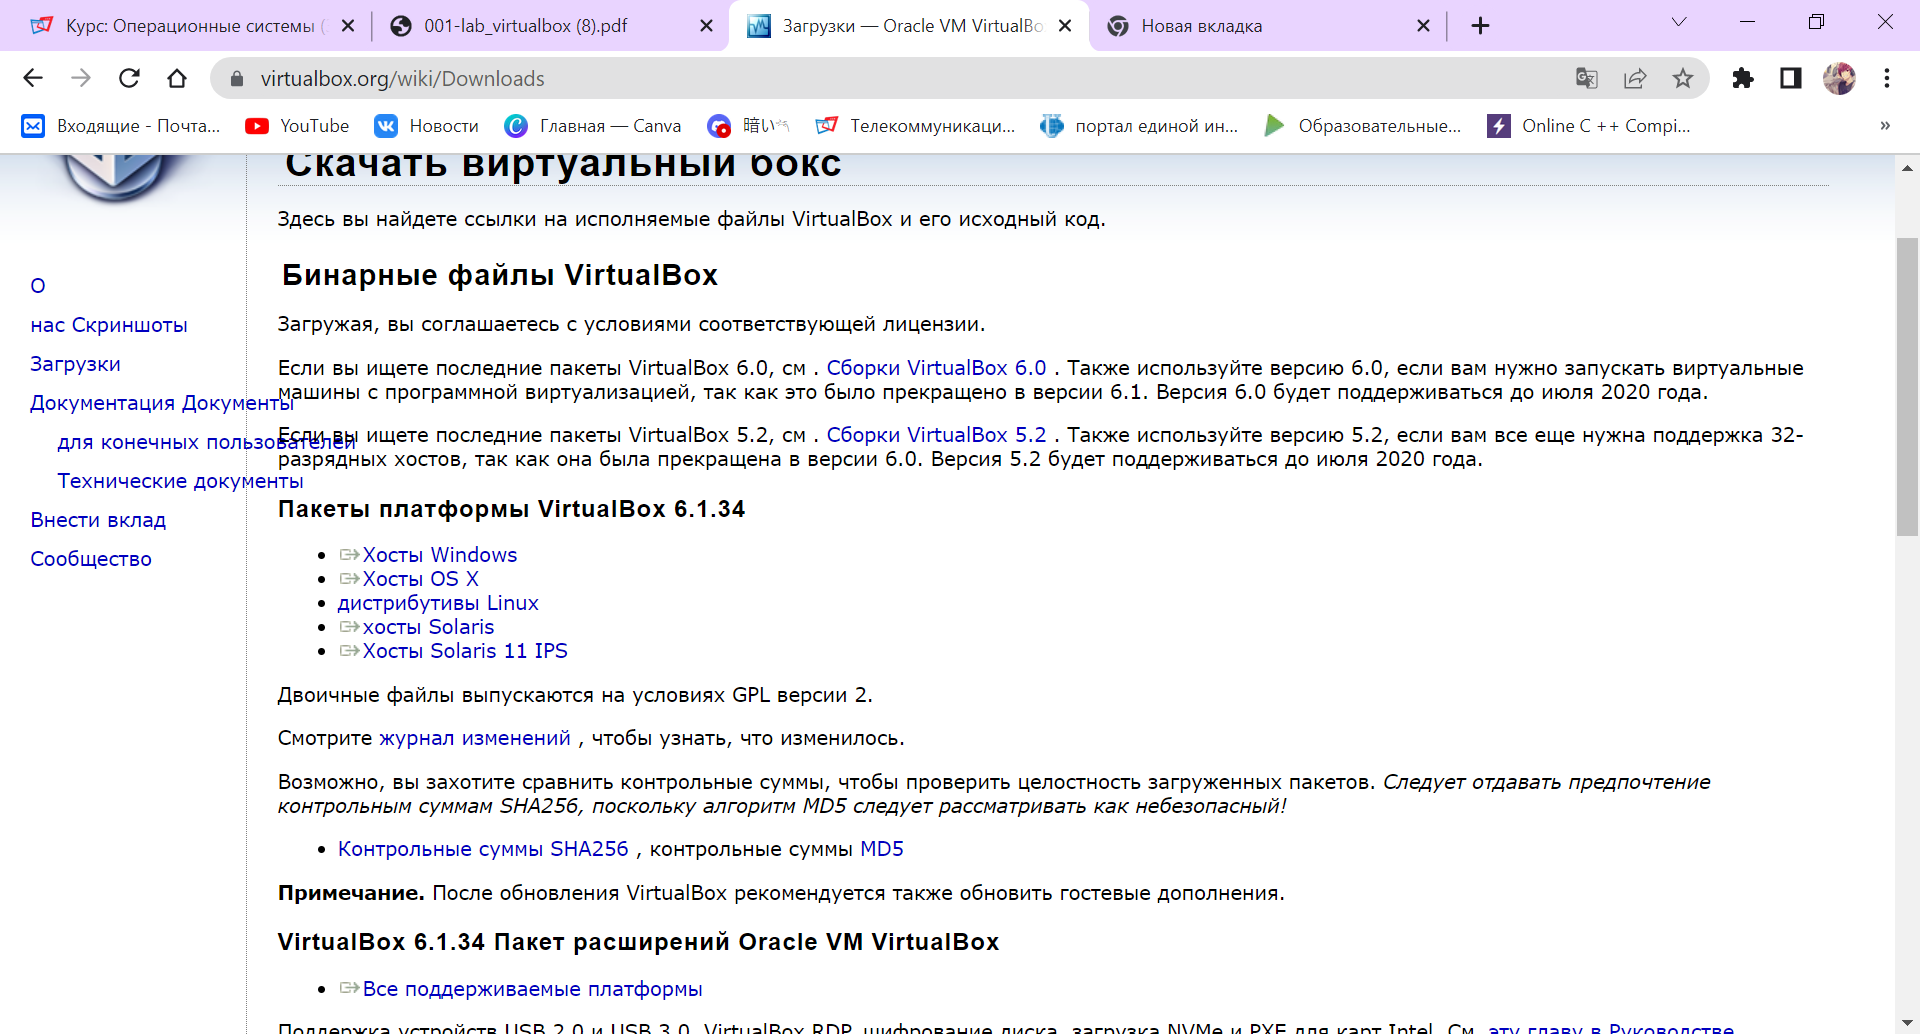 Курс: Операционные системы (
001-lab_virtualbox (8).pdf
Загрузки — Oracle VM VirtualBo
Новая вкладка
virtualbox.org/wiki/Downloads
Входящие - Почта...
YouTube
Новости
Главная — Canva
暗い
Телекоммуникаци...
портал единой ин...
Образовательные...
Online C ++ Compi...
»
Скачать виртуальный бокс
Здесь вы найдете ссылки на исполняемые файлы VirtualBox и его исходный код.
О
нас Скриншоты
Загрузки
Документация Документы
для конечных пользователей
Технические документы
Внести вклад
Сообщество
Бинарные файлы VirtualBox
Загружая, вы соглашаетесь с условиями соответствующей лицензии.
Если вы ищете последние пакеты VirtualBox 6.0, см . Сборки VirtualBox 6.0 . Также используйте версию 6.0, если вам нужно запускать виртуальные
машины с программной виртуализацией, так как это было прекращено в версии 6.1. Версия 6.0 будет поддерживаться до июля 2020 года.
Если вы ищете последние пакеты VirtualBox 5.2, см . Сборки VirtualBox 5.2 . Также используйте версию 5.2, если вам все еще нужна поддержка 32-
разрядных хостов, так как она была прекращена в версии 6.0. Версия 5.2 будет поддерживаться до июля 2020 года.
Пакеты платформы VirtualBox 6.1.34
• Хосты Windows
• Хосты OS X
• дистрибутивы Linux
• хосты Solaris
• Хосты Solaris 11 IPS
Двоичные файлы выпускаются на условиях GPL версии 2.
Смотрите журнал изменений , чтобы узнать, что изменилось.
Возможно, вы захотите сравнить контрольные суммы, чтобы проверить целостность загруженных пакетов. Следует отдавать предпочтение
контрольным суммам SHA256, поскольку алгоритм MD5 следует рассматривать как небезопасный!
• Контрольные суммы SHA256 , контрольные суммы MD5
Примечание. После обновления VirtualBox рекомендуется также обновить гостевые дополнения.
VirtualBox 6.1.34 Пакет расширений Oracle VM VirtualBox
• Все поддерживаемые платформы
Поддержка устройств USB 2.0 и USB 3.0, VirtualBox RDP, шифрование диска, загрузка NVMe и PXE для карт Intel. См. эту главу в Руководстве